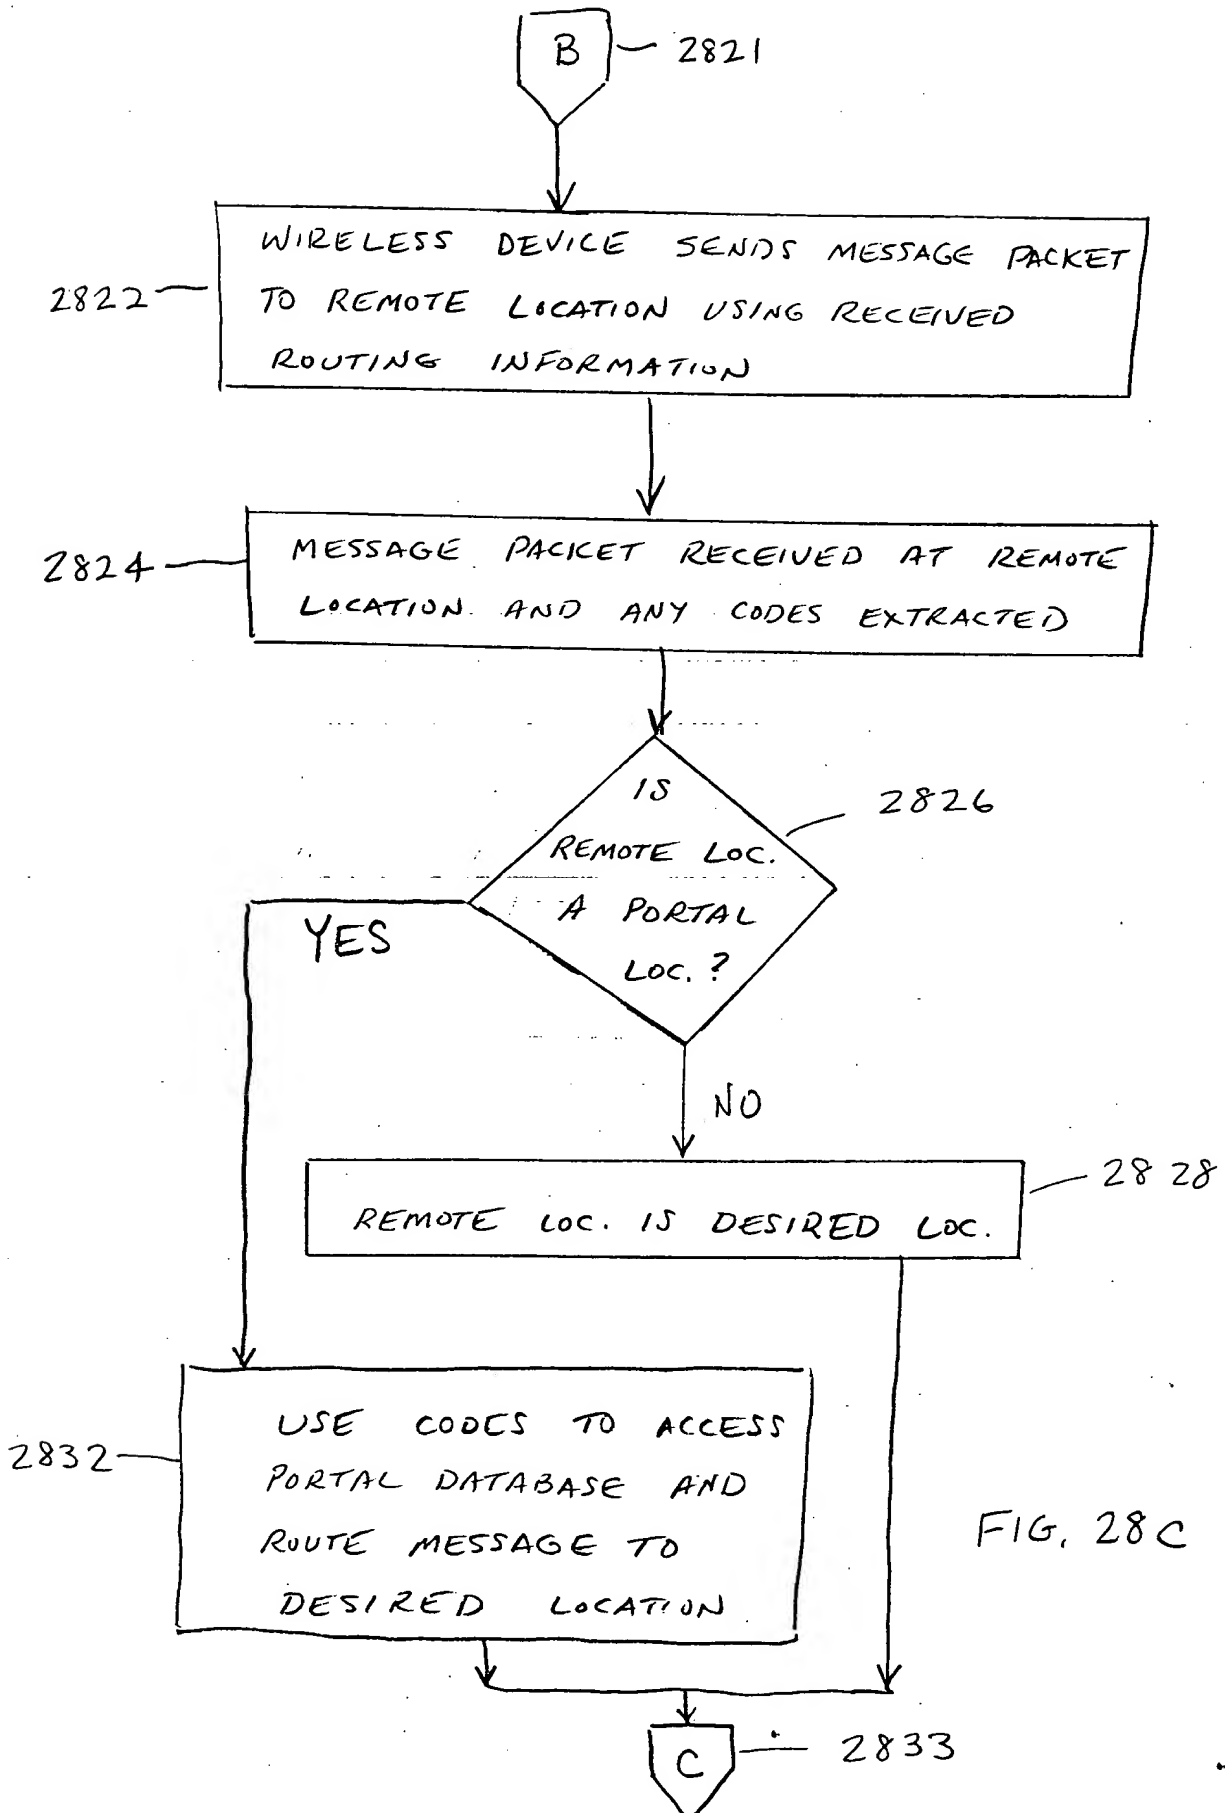 B
2821
2822
WIRELESS DEVICE SENDS MESSAGE PACKET
TO REMOTE LOCATION USING RECEIVED
ROUTING INFORMATION
2824
MESSAGE PACKET RECEIVED AT REMOTE
LOCATION AND ANY CODES EXTRACTED
2826
IS
REMOTE LOC.
A PORTAL
LOC. ?
YES
NO
2828
REMOTE LOC. IS DESIRED LOC.
2832
USE CODES TO ACCESS
PORTAL DATABASE AND
ROUTE MESSAGE TO
DESIRED LOCATION
FIG. 28C
C
2833